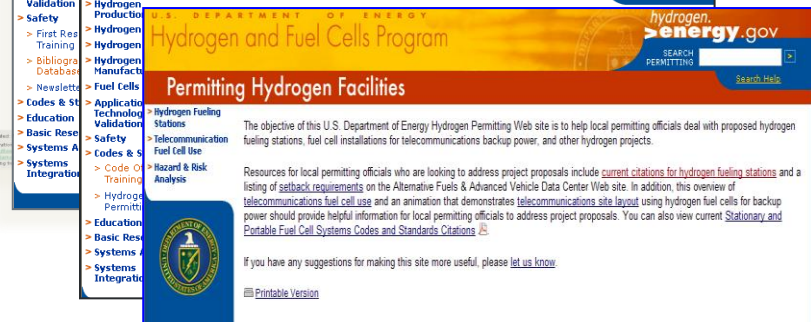 Validation
> Safety
> First Res
Training
> Bibliogra
Database
> Newslette
> Codes & St
> Education
> Basic Rese
> Systems A
> Systems
Integration
> Hydrogen
Productio
> Hydrogen
> Hydrogen
> Hydrogen
Manufact
> Fuel Cells
> Applicatio
Technolog
Validation
> Safety
> Codes & S
> Code Of
Training
> Hydroge
Permitti
> Education
> Basic Res
> Systems A
> Systems
Integratio
U.S. DEPARTMENT OF ENERGY
Hydrogen and Fuel Cells Program
hydrogen.
>energy.gov
SEARCH
PERMITTING
Search Help
Permitting Hydrogen Facilities
> Hydrogen Fueling
Stations
> Telecommunication
Fuel Cell Use
> Hazard & Risk
Analysis
The objective of this U.S. Department of Energy Hydrogen Permitting Web site is to help local permitting officials deal with proposed hydrogen
fueling stations, fuel cell installations for telecommunications backup power, and other hydrogen projects.
Resources for local permitting officials who are looking to address project proposals include current citations for hydrogen fueling stations and a
listing of setback requirements on the Alternative Fuels & Advanced Vehicle Data Center Web site. In addition, this overview of
telecommunications fuel cell use and an animation that demonstrates telecommunications site layout using hydrogen fuel cells for backup
power should provide helpful information for local permitting officials to address project proposals. You can also view current Stationary and
Portable Fuel Cell Systems Codes and Standards Citations
If you have any suggestions for making this site more useful, please let us know.
Printable Version